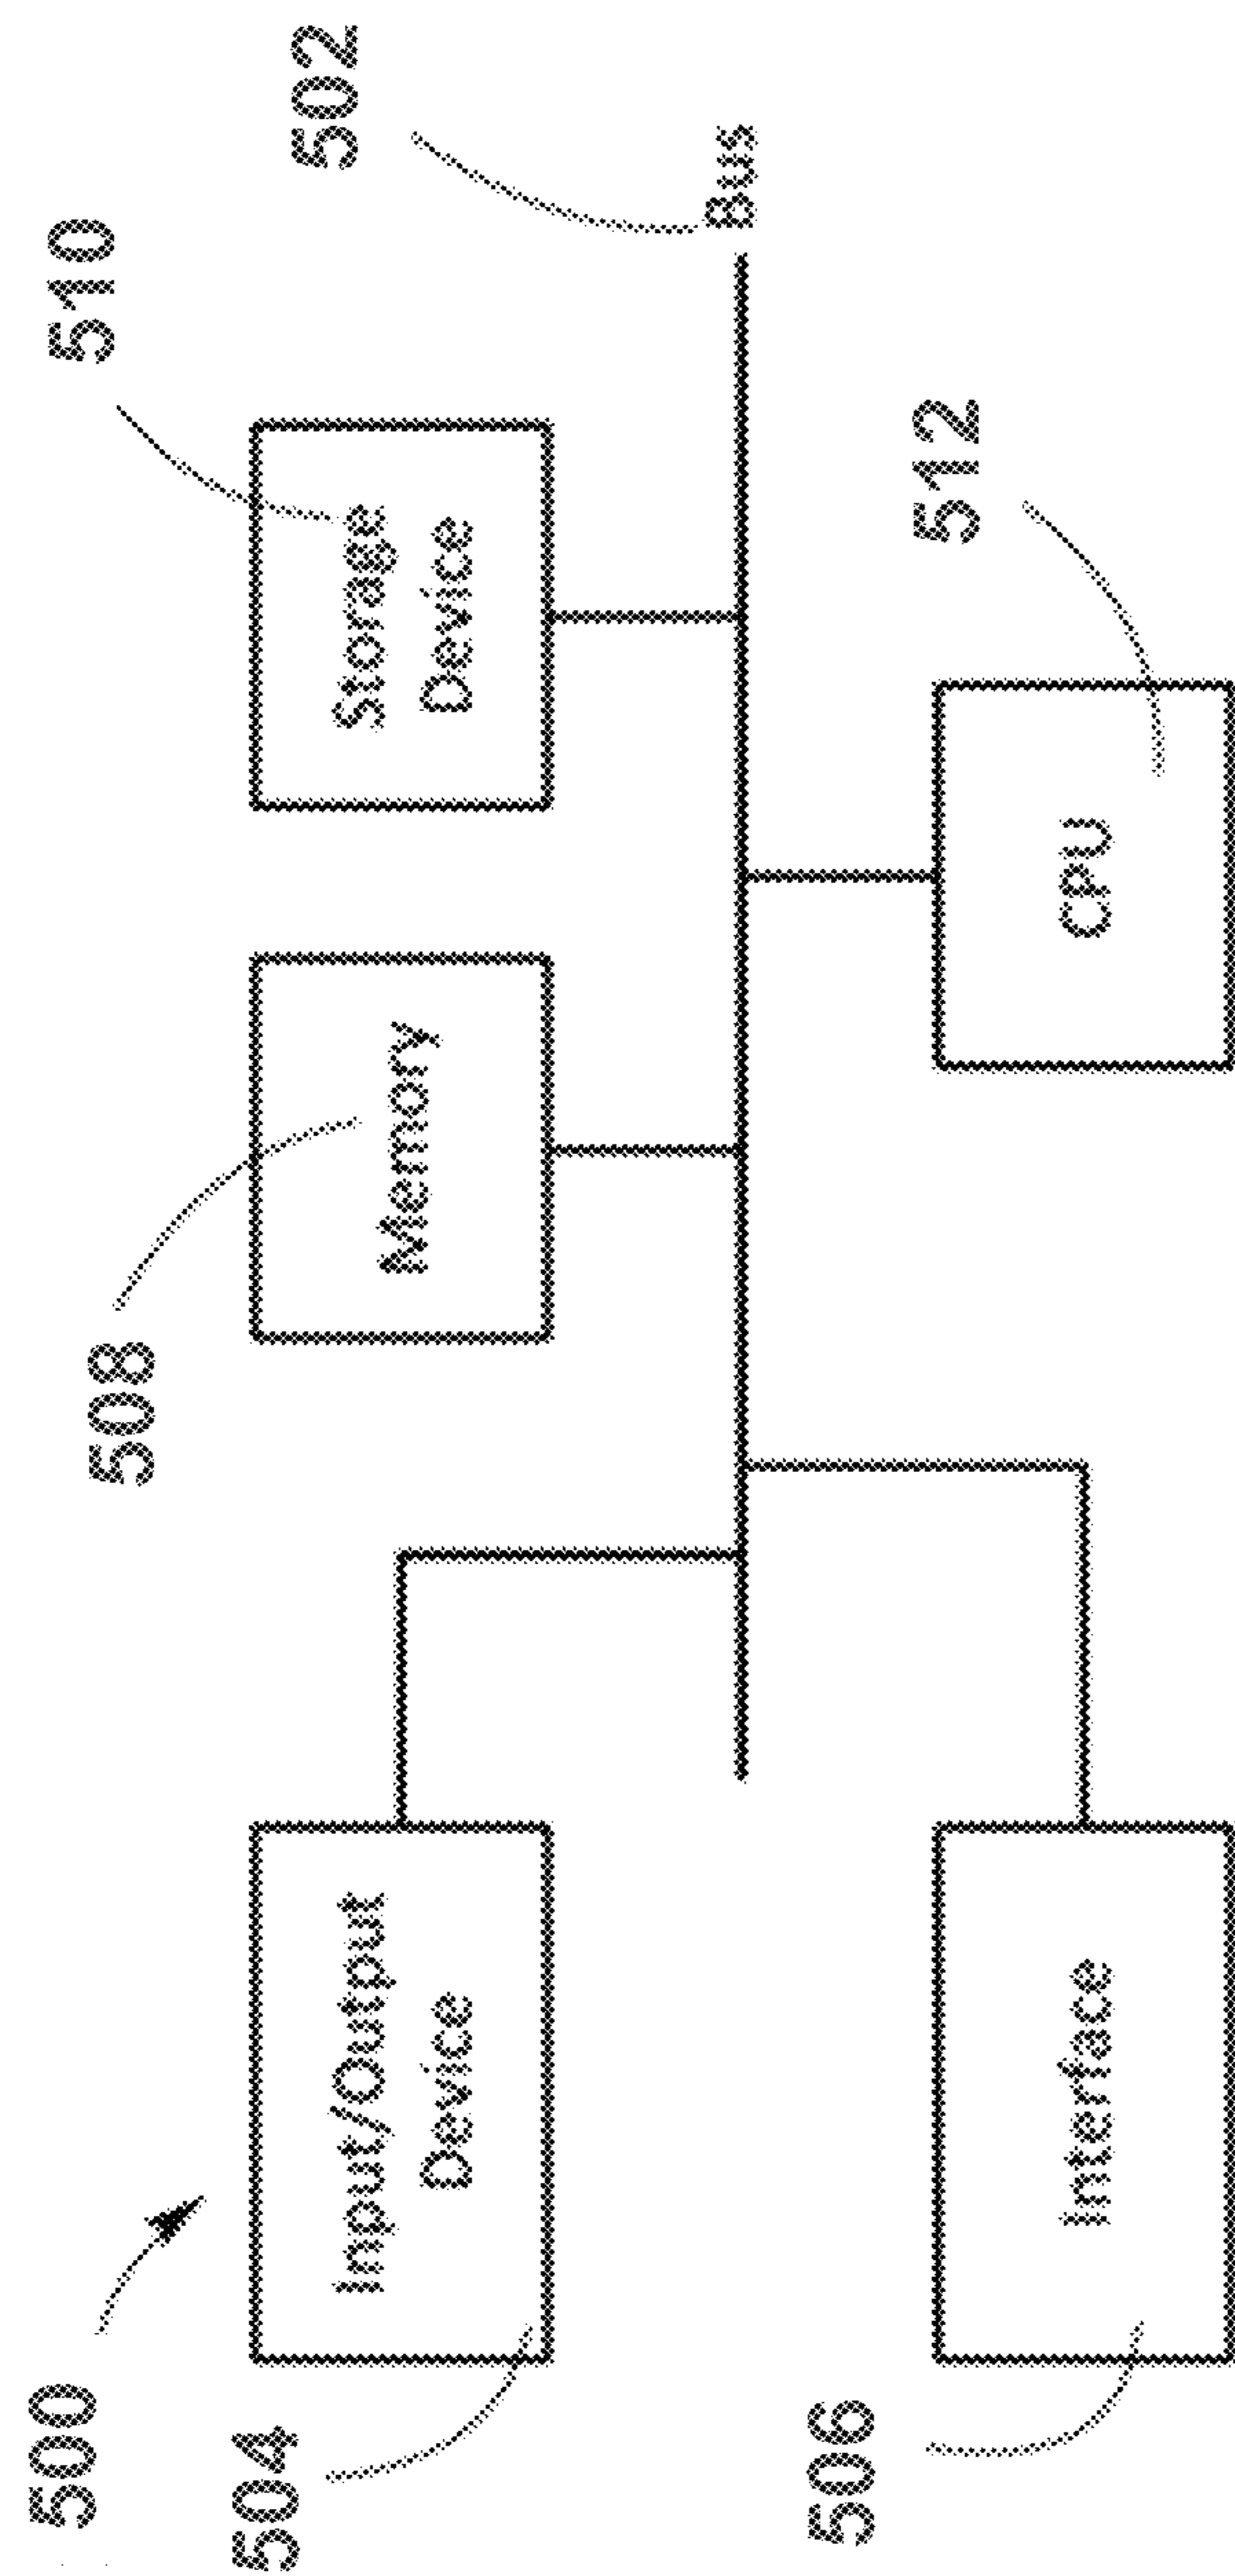 500
510
502
508
504
Input/Output
Device
Memory
Storage
Device
Bus
512
506
Interface
CPU